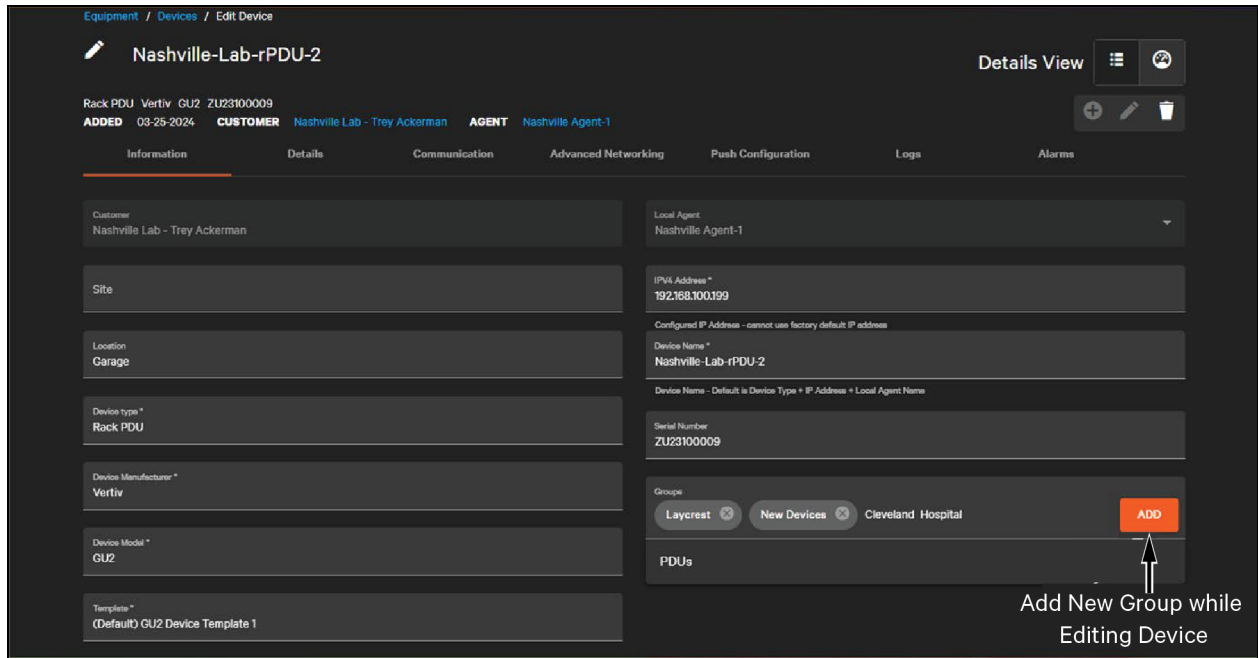 Equipment / Devices / Edit Device
Nashville-Lab-rPDU-2
Details View
Rack PDU Vertiv GU2 ZU23100009
ADDED 03-25-2024 CUSTOMER Nashville Lab - Trey Ackerman AGENT Nashville Agent-1
Information Details Communication Advanced Networking Push Configuration Logs Alarms
Customer
Nashville Lab - Trey Ackerman
Local Agent
Nashville Agent-1
Site
IPV4 Address *
192.168.100.199
Configured IP Address - cannot use factory default IP address
Location
Garage
Device Name *
Nashville-Lab-rPDU-2
Device Name - Default is Device Type + IP Address + Local Agent Name
Device type *
Rack PDU
Serial Number
ZU23100009
Device Manufacturer *
Vertiv
Groups
Laycrest New Devices Cleveland Hospital ADD
PDUs
Device Model *
GU2
Template *
(Default) GU2 Device Template 1
Add New Group while
Editing Device